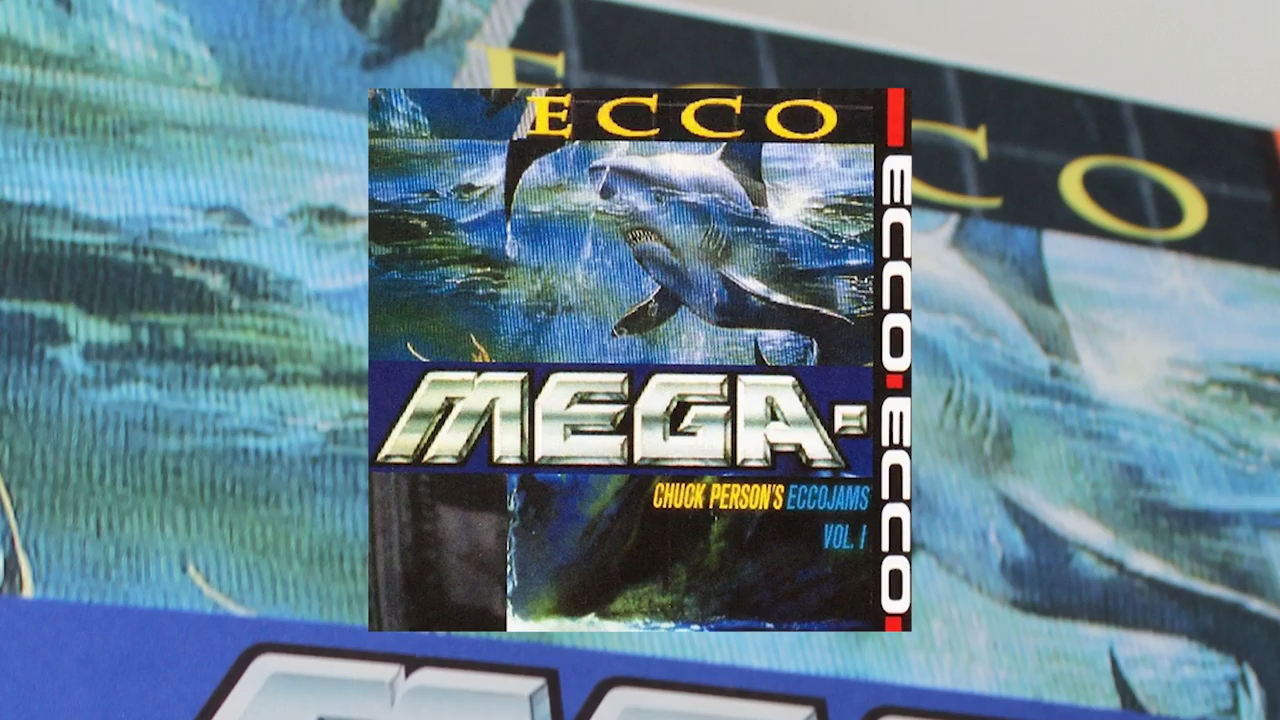 ECCO
MEGA-
CHUCK PERSON'S ECCOJAMS
VOL. I
ECCO·ECCO